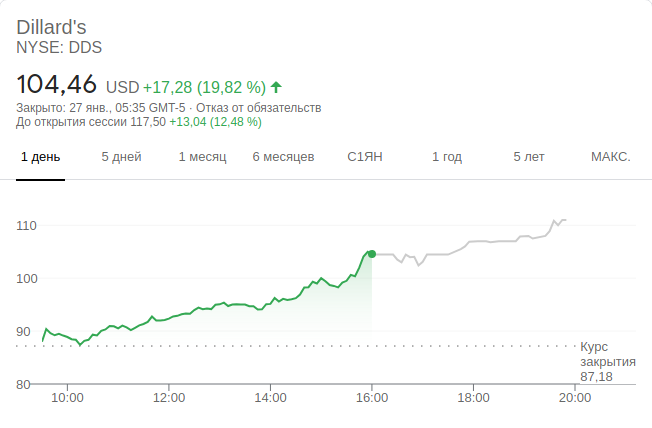 Dillard's
NYSE: DDS
104,46 USD +17,28 (19,82 %)
Закрыто: 27 янв., 05:35 GMT-5 · Отказ от обязательств
До открытия сессии 117,50 +13,04 (12,48 %)
1 день 5 дней 1 месяц 6 месяцев С1ЯН 1 год 5 лет МАКС.
110
100
90
80
Курс
закрытия
87,18
10:00 12:00 14:00 16:00 18:00 20:00